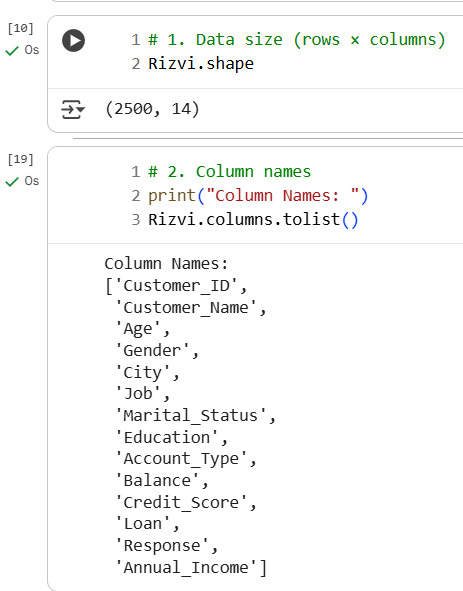 [10]
0s
1 # 1. Data size (rows × columns)
2 Rizvi.shape
(2500, 14)
[19]
0s
1 # 2. Column names
2 print("Column Names: ")
3 Rizvi.columns.tolist()
Column Names:
['Customer_ID',
'Customer_Name',
'Age',
'Gender',
'City',
'Job',
'Marital_Status',
'Education',
'Account_Type',
'Balance',
'Credit_Score',
'Loan',
'Response',
'Annual_Income']